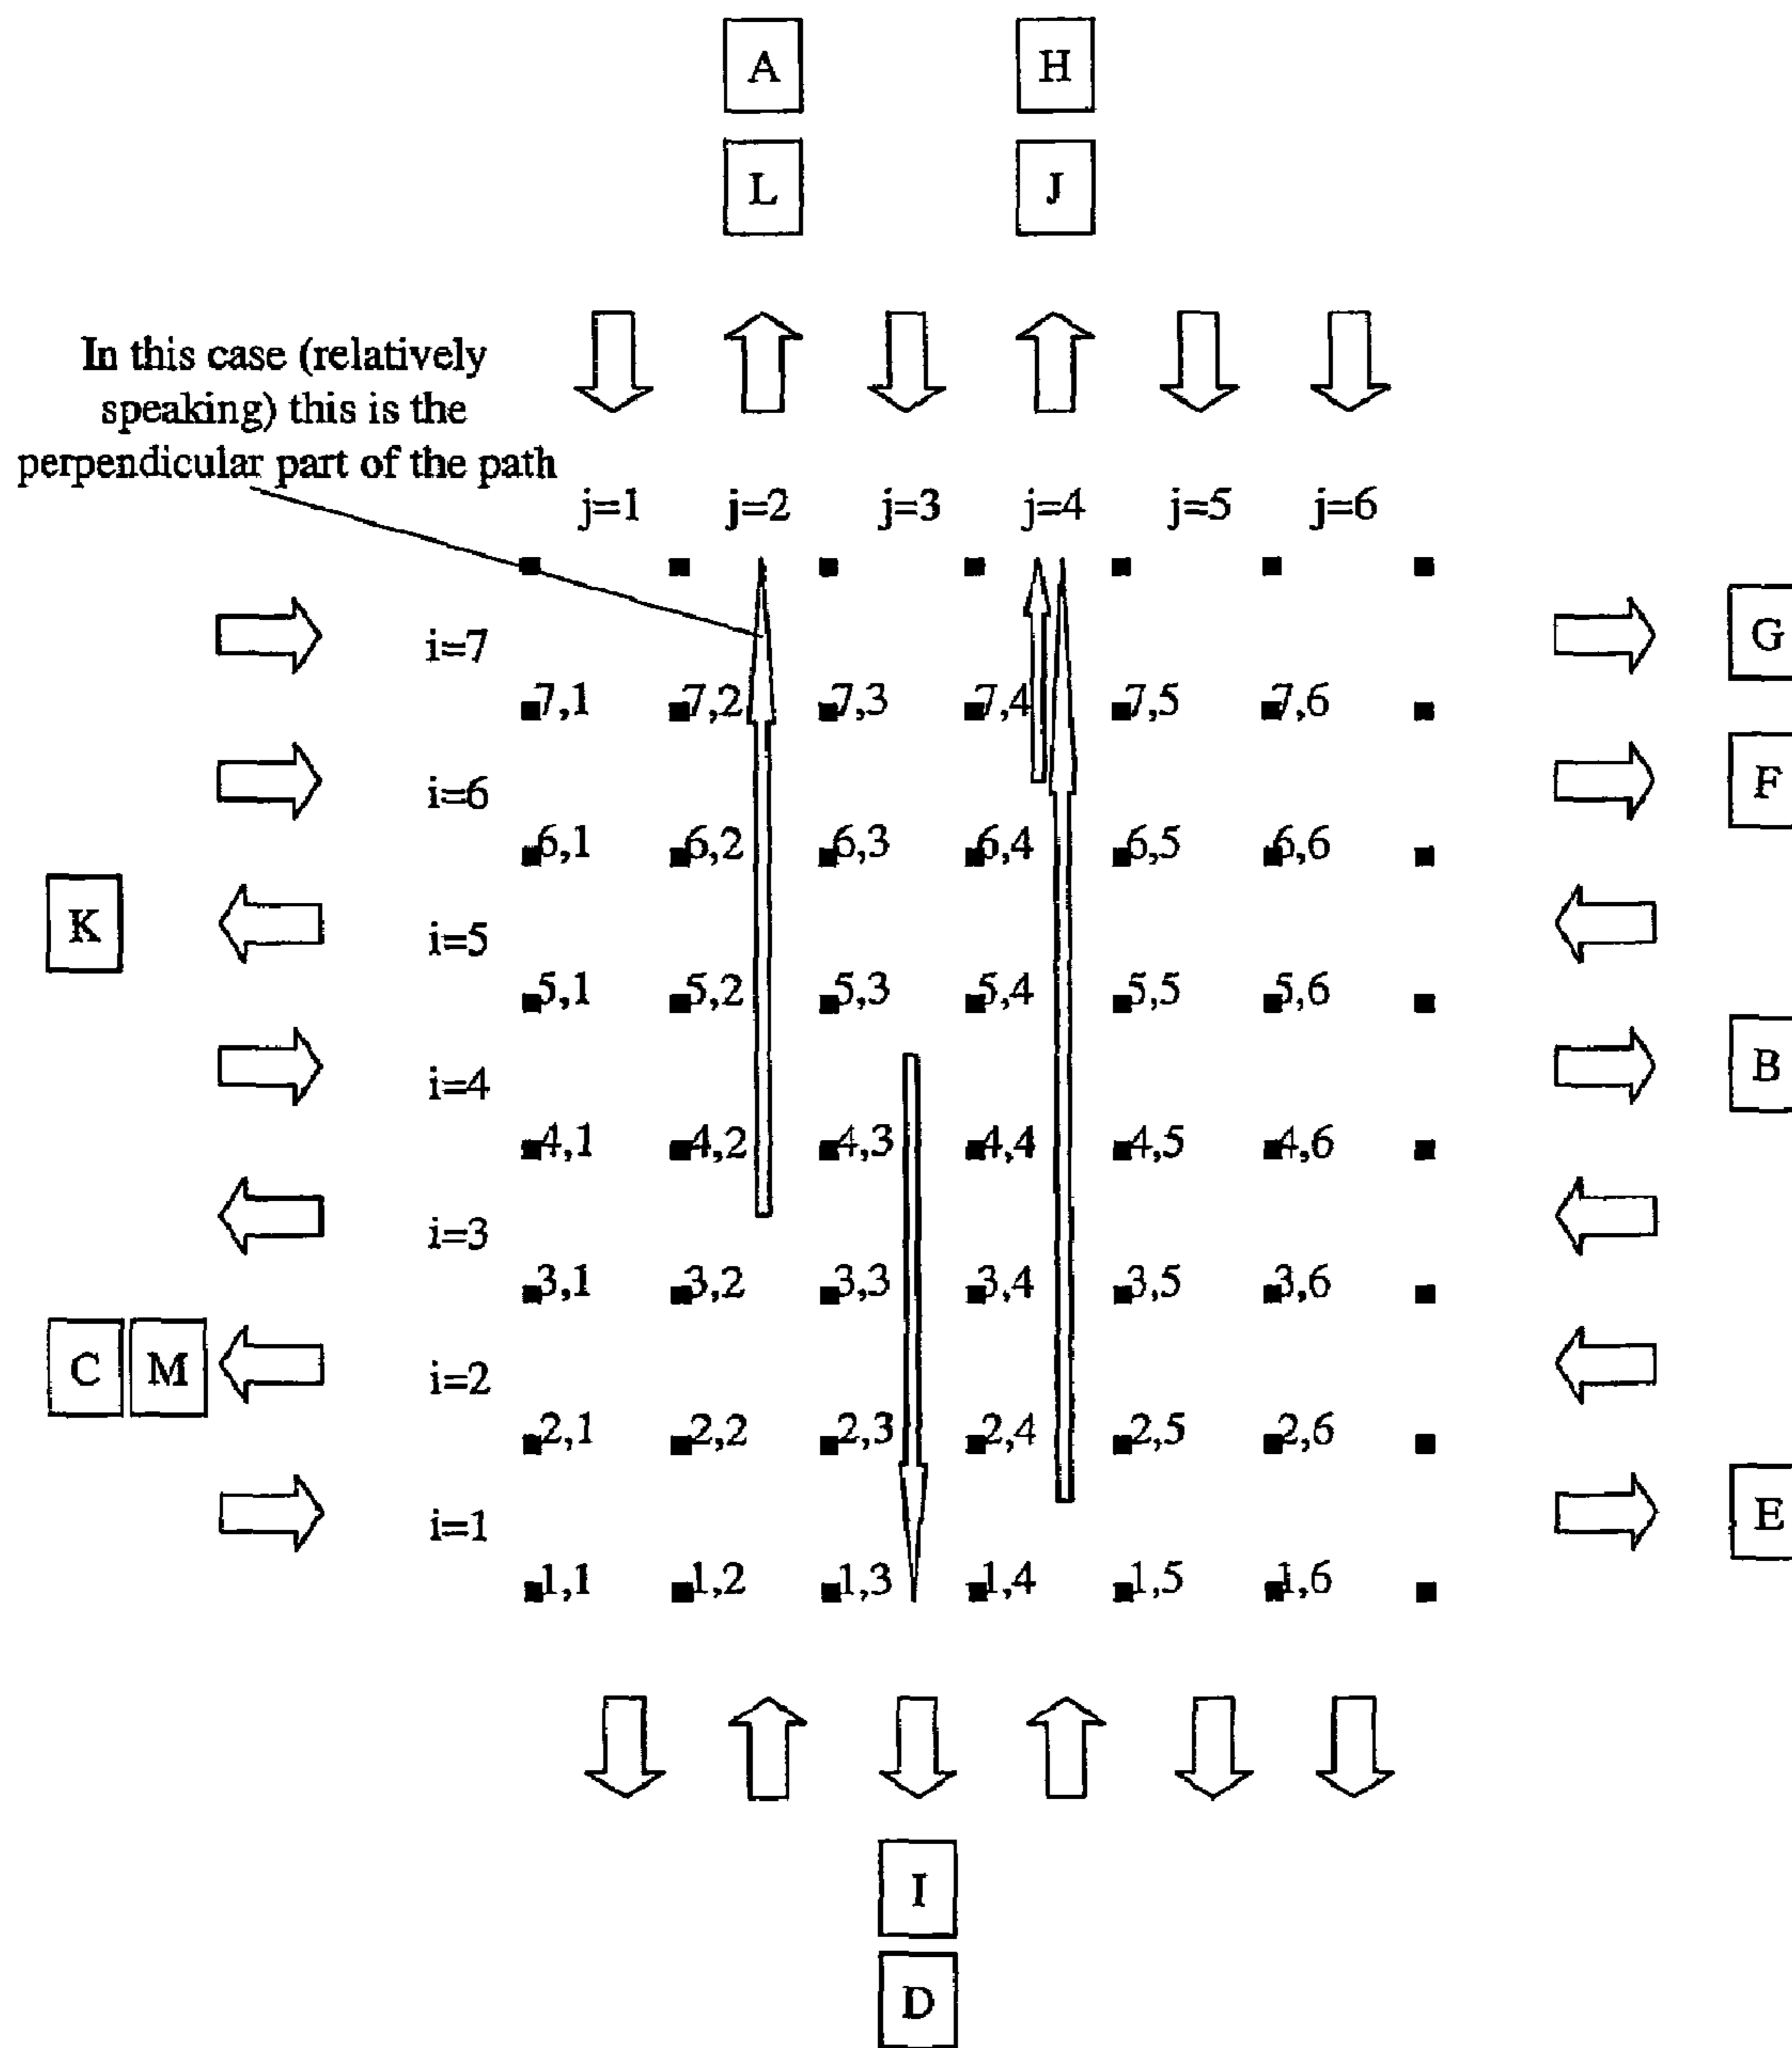 A H
L J
In this case (relatively
speaking) this is the
perpendicular part of the path
j=1 j=2 j=3 j=4 j=5 j=6
i=7 G
7,1 7,2 7,3 7,4 7,5 7,6
i=6 F
6,1 6,2 6,3 6,4 6,5 6,6
K i=5
5,1 5,2 5,3 5,4 5,5 5,6
i=4 B
4,1 4,2 4,3 4,4 4,5 4,6
i=3
3,1 3,2 3,3 3,4 3,5 3,6
C M i=2
2,1 2,2 2,3 2,4 2,5 2,6
i=1 E
1,1 1,2 1,3 1,4 1,5 1,6
I
D